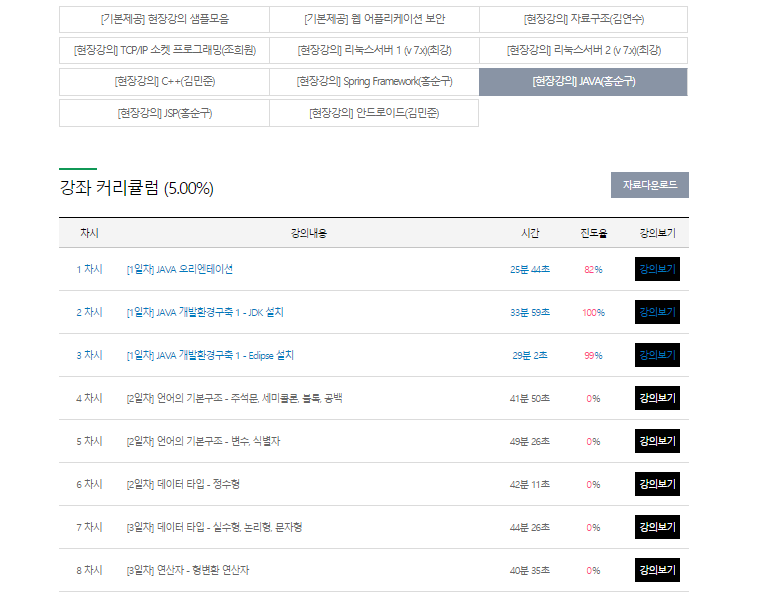 [기본제공] 현장강의 샘플모음 [기본제공] 웹 어플리케이션 보안 [현장강의] 자료구조(김연수)
[현장강의] TCP/IP 소켓 프로그래밍(조희원) [현장강의] 리눅스서버 1 (v 7.x)(최강) [현장강의] 리눅스서버 2 (v 7.x)(최강)
[현장강의] C++(김민준) [현장강의] Spring Framework(홍순구) [현장강의] JAVA(홍순구)
[현장강의] JSP(홍순구) [현장강의] 안드로이드(김민준)
강좌 커리큘럼 (5.00%) 자료다운로드
차시 강의내용 시간 진도율 강의보기
1 차시 [1일차] JAVA 오리엔테이션 25분 44초 82% 강의보기
2 차시 [1일차] JAVA 개발환경구축 1 - JDK 설치 33분 59초 100% 강의보기
3 차시 [1일차] JAVA 개발환경구축 1 - Eclipse 설치 29분 2초 99% 강의보기
4 차시 [2일차] 언어의 기본구조 - 주석문, 세미콜론, 블록, 공백 41분 50초 0% 강의보기
5 차시 [2일차] 언어의 기본구조 - 변수, 식별자 49분 26초 0% 강의보기
6 차시 [2일차] 데이터 타입 - 정수형 42분 11초 0% 강의보기
7 차시 [3일차] 데이터 타입 - 실수형, 논리형, 문자형 44분 26초 0% 강의보기
8 차시 [3일차] 연산자 - 형변환 연산자 40분 35초 0% 강의보기